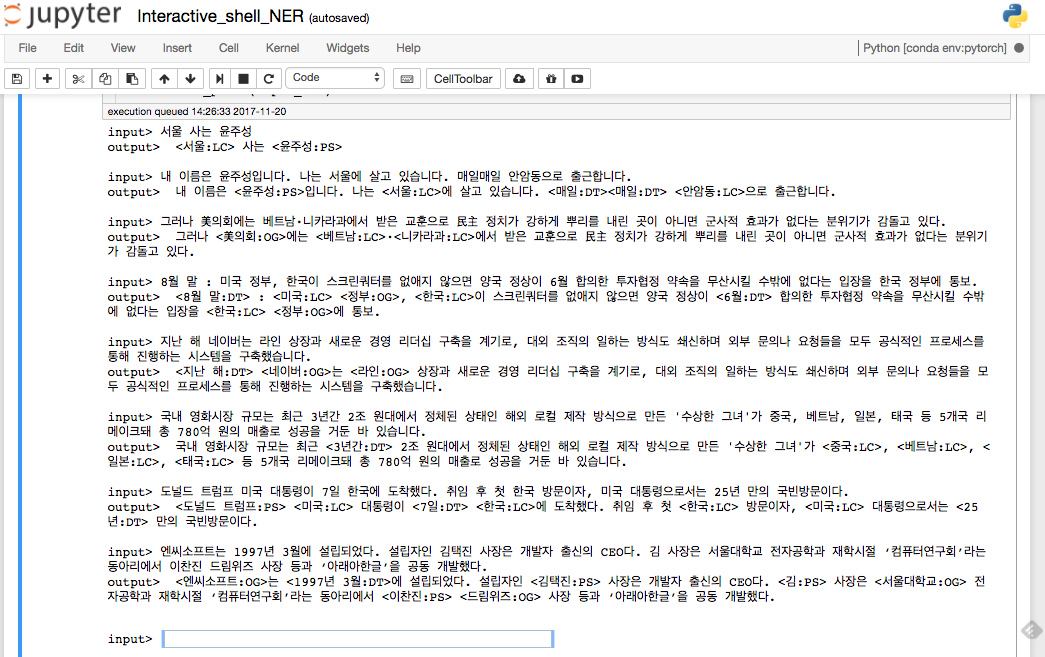 jupyter Interactive_shell_NER (autosaved)
File Edit View Insert Cell Kernel Widgets Help Python [conda env:pytorch]
Code CellToolbar
execution queued 14:26:33 2017-11-20
input> 서울 사는 윤주성
output>  <서울:LC> 사는 <윤주성:PS>
input> 내 이름은 윤주성입니다. 나는 서울에 살고 있습니다. 매일매일 안암동으로 출근합니다.
output>  내 이름은 <윤주성:PS>입니다. 나는 <서울:LC>에 살고 있습니다. <매일:DT><매일:DT> <안암동:LC>으로 출근합니다.
input> 그러나 美의회에는 베트남·니카라과에서 받은 교훈으로 民主 정치가 강하게 뿌리를 내린 곳이 아니면 군사적 효과가 없다는 분위기가 감돌고 있다.
output>  그러나 <美의회:OG>에는 <베트남:LC>·<니카라과:LC>에서 받은 교훈으로 民主 정치가 강하게 뿌리를 내린 곳이 아니면 군사적 효과가 없다는 분위기
가 감돌고 있다.
input> 8월 말 : 미국 정부, 한국이 스크린쿼터를 없애지 않으면 양국 정상이 6월 합의한 투자협정 약속을 무산시킬 수밖에 없다는 입장을 한국 정부에 통보.
output>  <8월 말:DT> : <미국:LC> <정부:OG>, <한국:LC>이 스크린쿼터를 없애지 않으면 양국 정상이 <6월:DT> 합의한 투자협정 약속을 무산시킬 수밖
에 없다는 입장을 <한국:LC> <정부:OG>에 통보.
input> 지난 해 네이버는 라인 상장과 새로운 경영 리더십 구축을 계기로, 대외 조직의 일하는 방식도 쇄신하며 외부 문의나 요청들을 모두 공식적인 프로세스를
통해 진행하는 시스템을 구축했습니다.
output>  <지난 해:DT> <네이버:OG>는 <라인:OG> 상장과 새로운 경영 리더십 구축을 계기로, 대외 조직의 일하는 방식도 쇄신하며 외부 문의나 요청들을 모
두 공식적인 프로세스를 통해 진행하는 시스템을 구축했습니다.
input> 국내 영화시장 규모는 최근 3년간 2조 원대에서 정체된 상태인 해외 로컬 제작 방식으로 만든 '수상한 그녀'가 중국, 베트남, 일본, 태국 등 5개국 리
메이크돼 총 780억 원의 매출로 성공을 거둔 바 있습니다.
output>  국내 영화시장 규모는 최근 <3년간:DT> 2조 원대에서 정체된 상태인 해외 로컬 제작 방식으로 만든 '수상한 그녀'가 <중국:LC>, <베트남:LC>, <
일본:LC>, <태국:LC> 등 5개국 리메이크돼 총 780억 원의 매출로 성공을 거둔 바 있습니다.
input> 도널드 트럼프 미국 대통령이 7일 한국에 도착했다. 취임 후 첫 한국 방문이자, 미국 대통령으로서는 25년 만의 국빈방문이다.
output>  <도널드 트럼프:PS> <미국:LC> 대통령이 <7일:DT> <한국:LC>에 도착했다. 취임 후 첫 <한국:LC> 방문이자, <미국:LC> 대통령으로서는 <25
년:DT> 만의 국빈방문이다.
input> 엔씨소프트는 1997년 3월에 설립되었다. 설립자인 김택진 사장은 개발자 출신의 CEO다. 김 사장은 서울대학교 전자공학과 재학시절 ‘컴퓨터연구회’라는
동아리에서 이찬진 드림위즈 사장 등과 ‘아래아한글’을 공동 개발했다.
output>  <엔씨소프트:OG>는 <1997년 3월:DT>에 설립되었다. 설립자인 <김택진:PS> 사장은 개발자 출신의 CEO다. <김:PS> 사장은 <서울대학교:OG> 전
자공학과 재학시절 ‘컴퓨터연구회’라는 동아리에서 <이찬진:PS> <드림위즈:OG> 사장 등과 ‘아래아한글’을 공동 개발했다.
input>